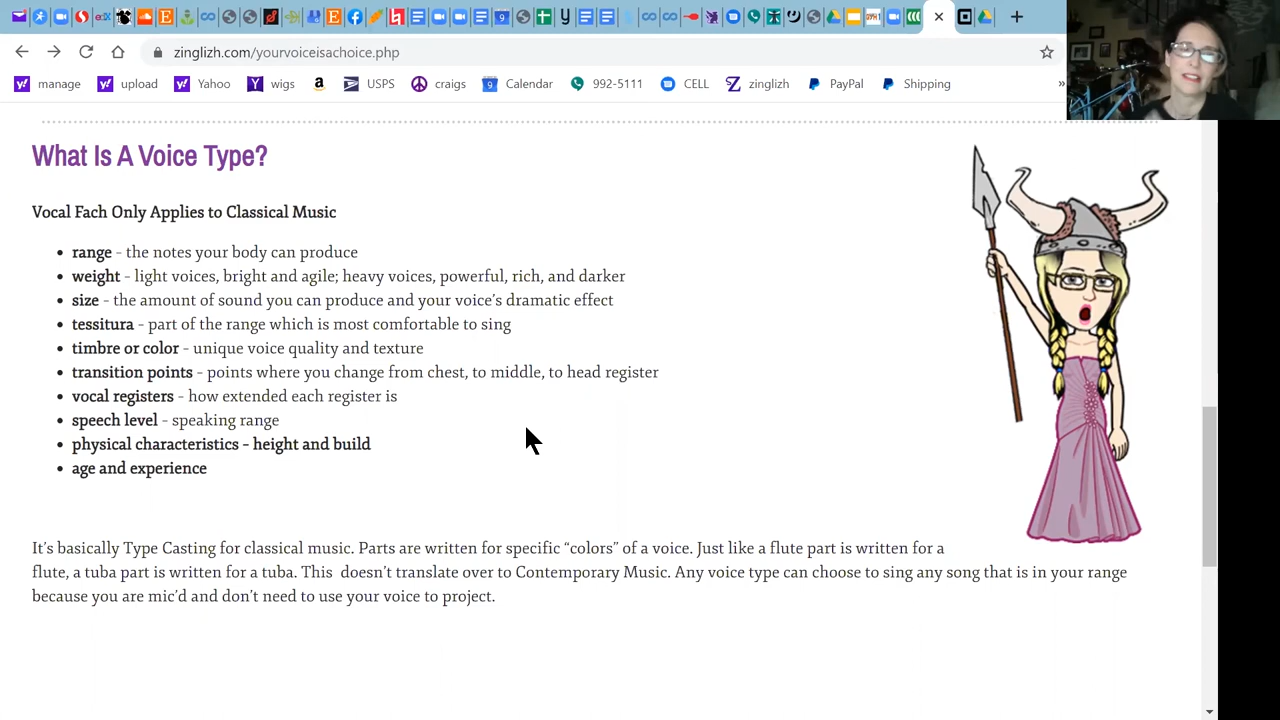 zinglizh.com/yourvoiceisachoice.php
manage upload Yahoo wigs USPS craigs Calendar 992-5111 CELL zinglizh PayPal Shipping »
What Is A Voice Type?
Vocal Fach Only Applies to Classical Music
• range - the notes your body can produce
• weight - light voices, bright and agile; heavy voices, powerful, rich, and darker
• size - the amount of sound you can produce and your voice's dramatic effect
• tessitura - part of the range which is most comfortable to sing
• timbre or color - unique voice quality and texture
• transition points - points where you change from chest, to middle, to head register
• vocal registers - how extended each register is
• speech level - speaking range
• physical characteristics - height and build
• age and experience
It's basically Type Casting for classical music. Parts are written for specific “colors” of a voice. Just like a flute part is written for a
flute, a tuba part is written for a tuba. This doesn't translate over to Contemporary Music. Any voice type can choose to sing any song that is in your range
because you are mic'd and don't need to use your voice to project.